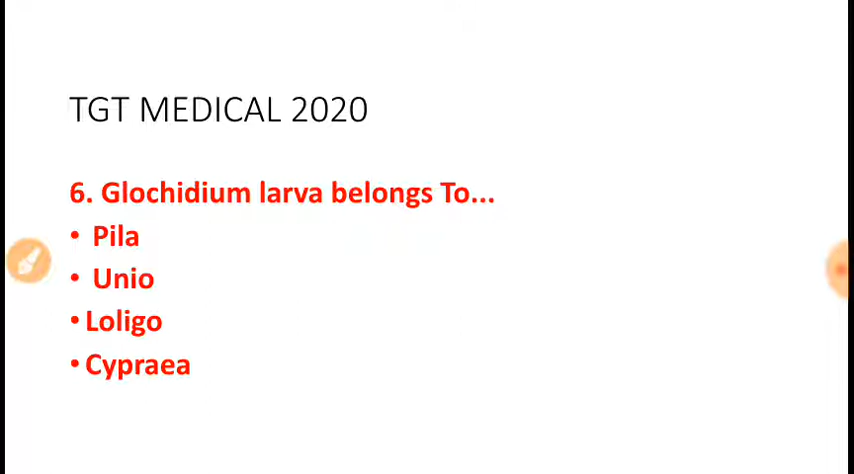 TGT MEDICAL 2020
6. Glochidium larva belongs To...
• Pila
• Unio
• Loligo
• Cypraea